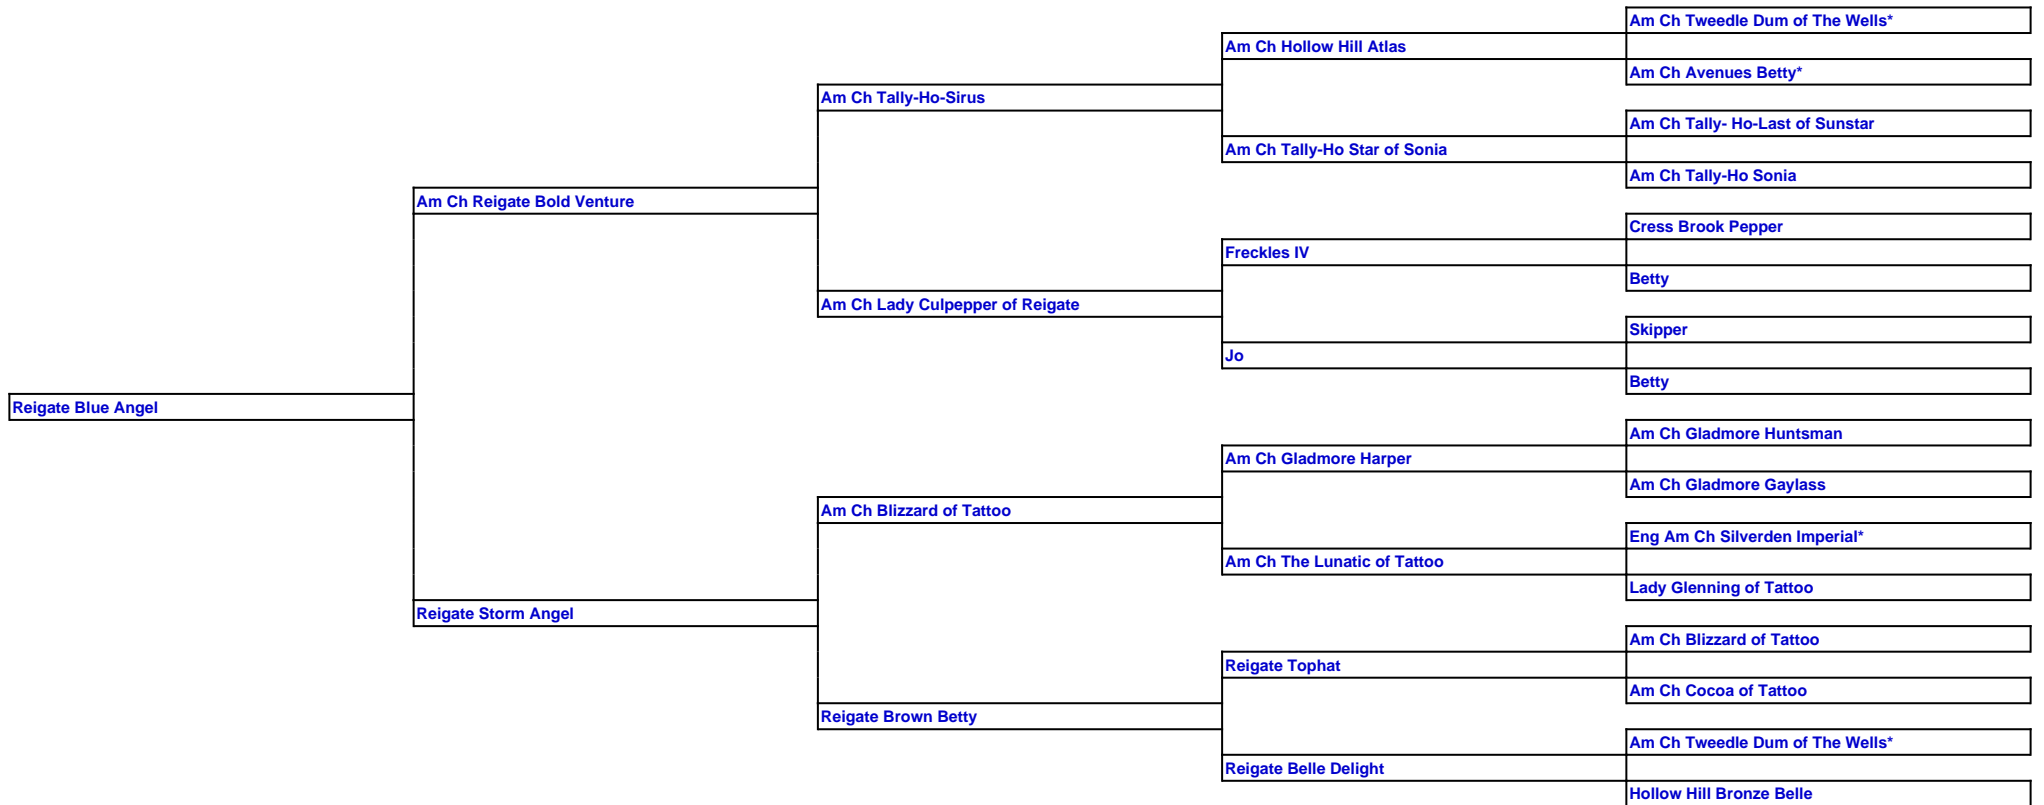 Am Ch Tweedle Dum of The Wells*
Am Ch Hollow Hill Atlas
Am Ch Avenues Betty*
Am Ch Tally-Ho-Sirus
Am Ch Tally- Ho-Last of Sunstar
Am Ch Tally-Ho Star of Sonia
Am Ch Tally-Ho Sonia
Am Ch Reigate Bold Venture
Cress Brook Pepper
Freckles IV
Betty
Am Ch Lady Culpepper of Reigate
Skipper
Jo
Betty
Reigate Blue Angel
Am Ch Gladmore Huntsman
Am Ch Gladmore Harper
Am Ch Gladmore Gaylass
Am Ch Blizzard of Tattoo
Eng Am Ch Silverden Imperial*
Am Ch The Lunatic of Tattoo
Lady Glenning of Tattoo
Reigate Storm Angel
Am Ch Blizzard of Tattoo
Reigate Tophat
Am Ch Cocoa of Tattoo
Reigate Brown Betty
Am Ch Tweedle Dum of The Wells*
Reigate Belle Delight
Hollow Hill Bronze Belle